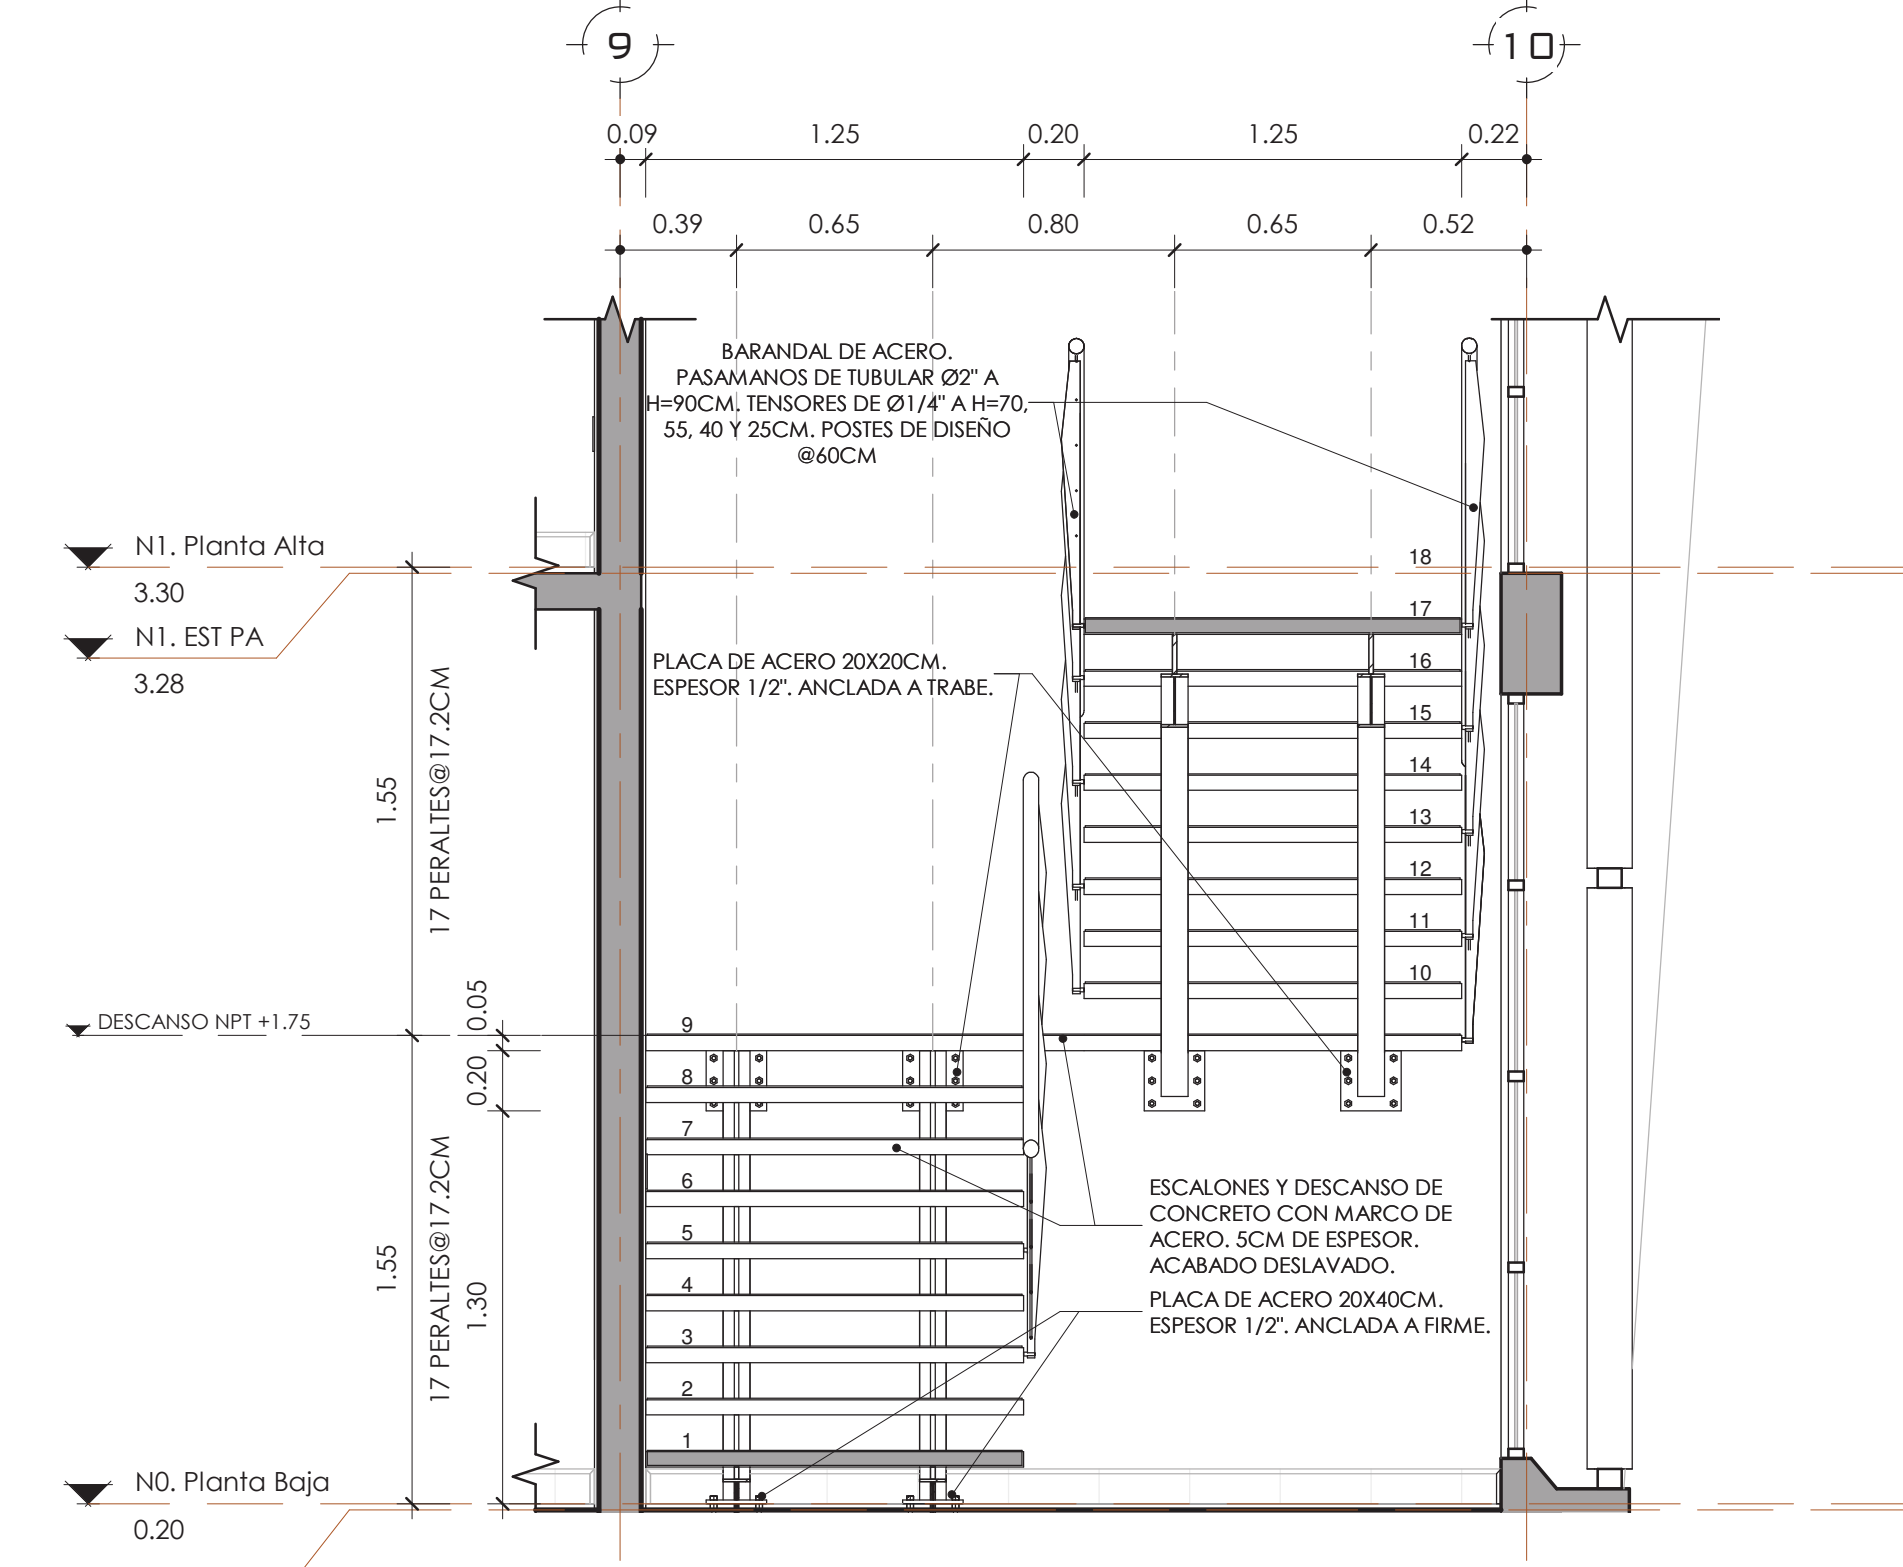 9
10
0.09
1.25
0.20
1.25
0.22
0.39
0.65
0.80
0.65
0.52
BARANDAL DE ACERO.
PASAMANOS DE TUBULAR Ø2" A
H=90CM. TENSORES DE Ø1/4" A H=70,
55, 40 Y 25CM. POSTES DE DISEÑO
@60CM
N1. Planta Alta
3.30
N1. EST PA
3.28
PLACA DE ACERO 20X20CM.
ESPESOR 1/2". ANCLADA A TRABE.
18
17
16
15
14
13
12
11
10
1.55
17 PERALTES@17.2CM
DESCANSO NPT +1.75
0.05
0.20
1.30
1.55
17 PERALTES@17.2CM
9
8
7
6
5
4
3
2
1
ESCALONES Y DESCANSO DE
CONCRETO CON MARCO DE
ACERO. 5CM DE ESPESOR.
ACABADO DESLAVADO.
PLACA DE ACERO 20X40CM.
ESPESOR 1/2". ANCLADA A FIRME.
N0. Planta Baja
0.20